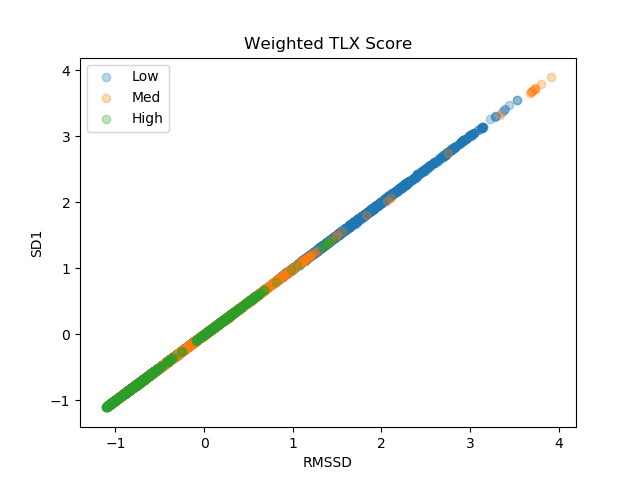 Weighted TLX Score
Low
Med
High
4
3
2
1
0
−1
SD1
−1 0 1 2 3 4
RMSSD